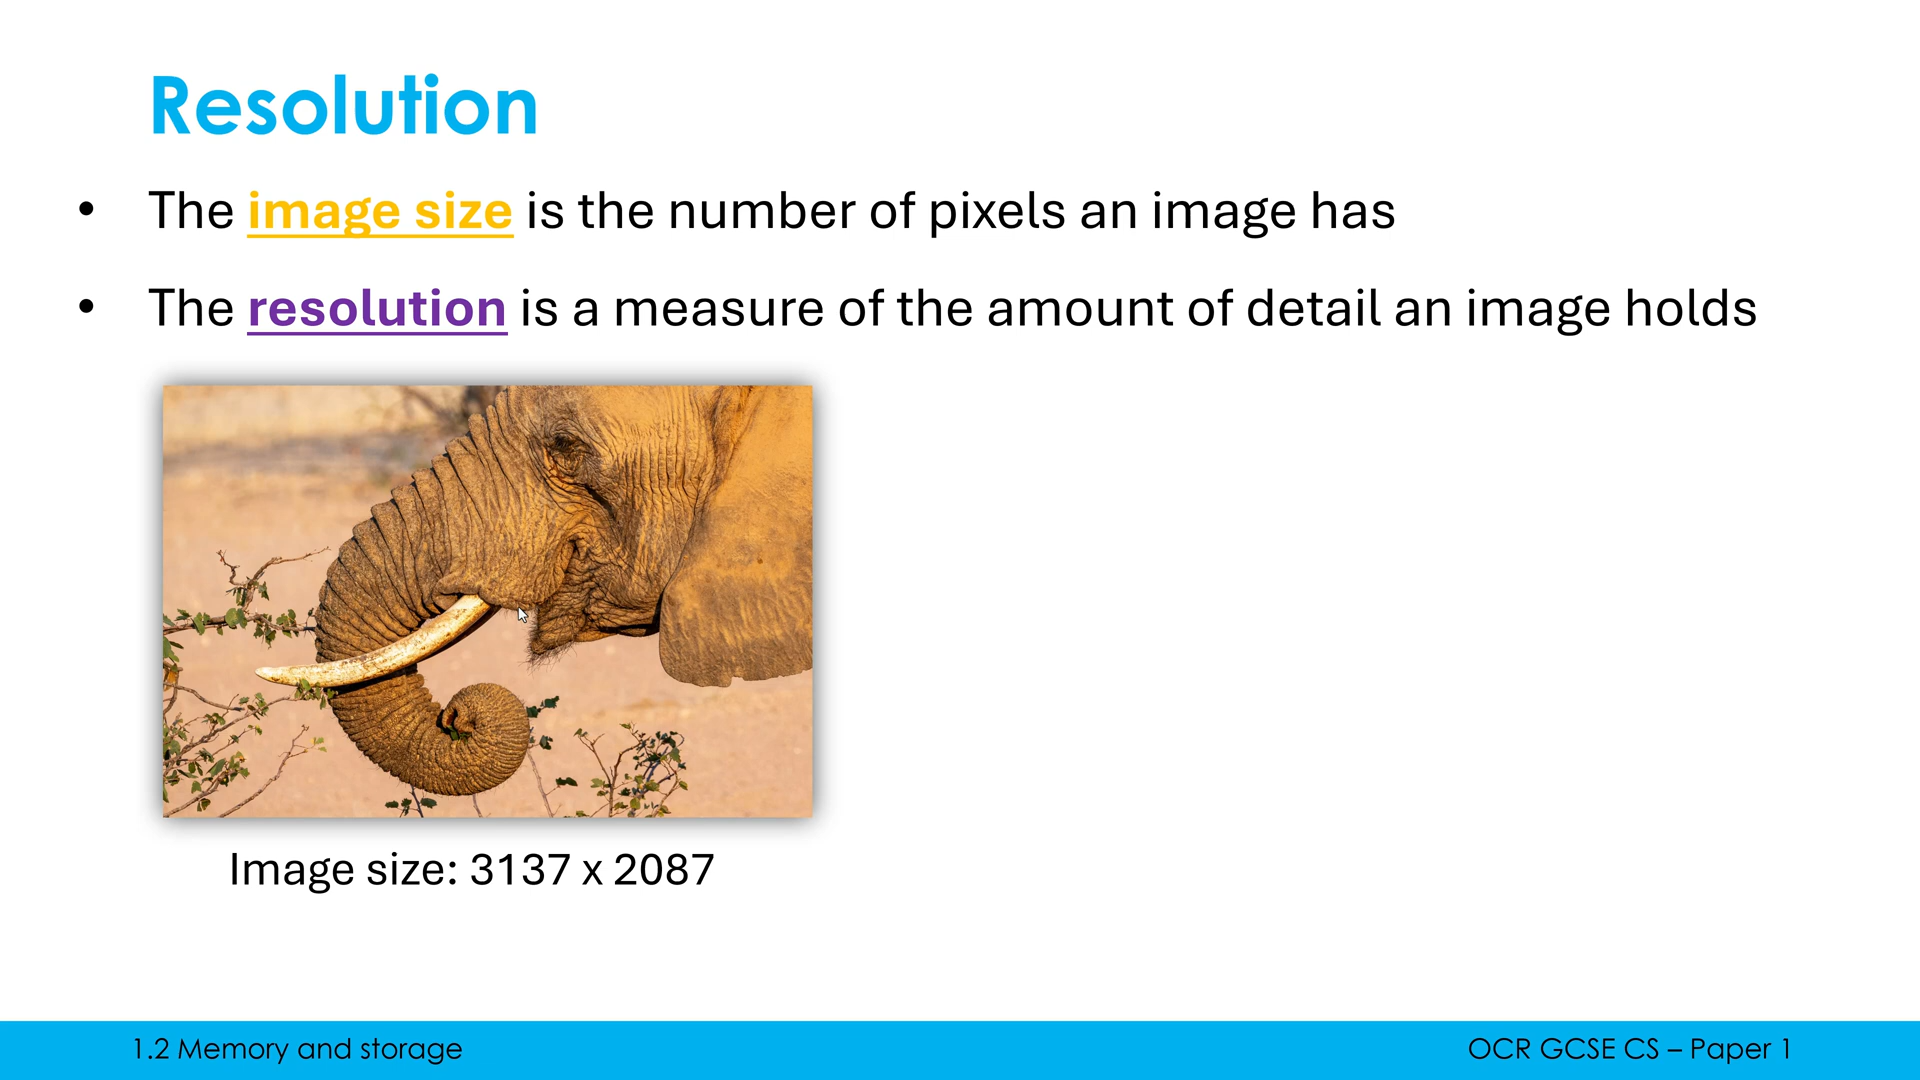 Resolution
• The image size is the number of pixels an image has
• The resolution is a measure of the amount of detail an image holds
Image size: 3137 x 2087
1.2 Memory and storage
OCR GCSE CS – Paper 1